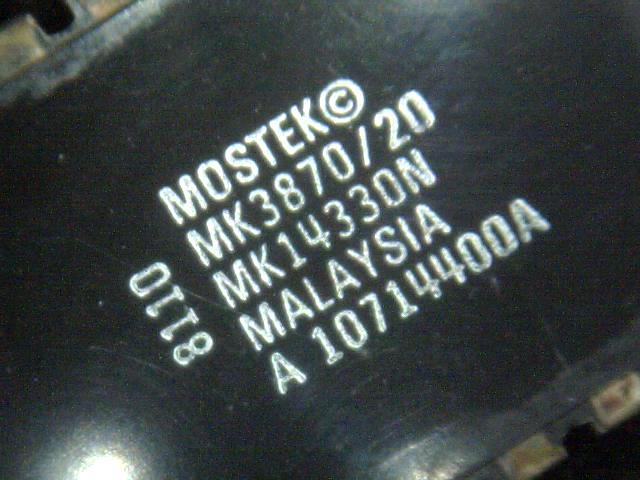 MOSTEK©
MK3870/20
MK14330N
MALAYSIA
A 10714400A
8110